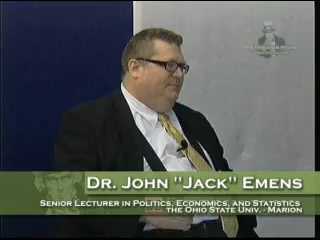 Dr. John "Jack" Emens
Senior Lecturer in Politics, Economics, and Statistics
the Ohio State Univ. - Marion